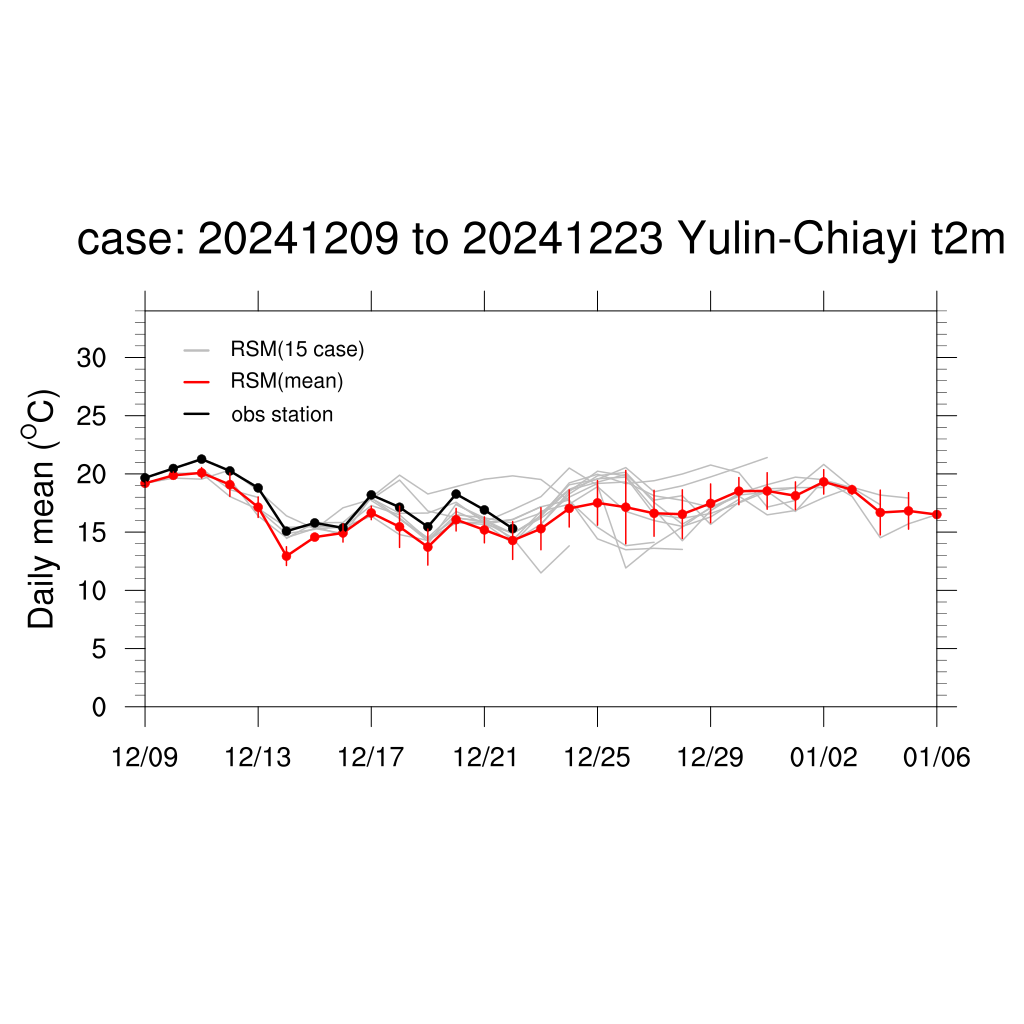 case: 20241209 to 20241223 Yulin-Chiayi t2m
RSM(15 case)
RSM(mean)
obs station
Daily mean (°C)
30
25
20
15
10
5
0
12/09 12/13 12/17 12/21 12/25 12/29 01/02 01/06